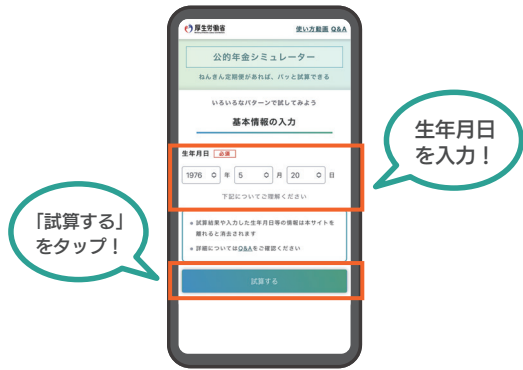 厚生労働省
使い方動画 Q&A
公的年金シミュレーター
ねんきん定期便があれば、パッと試算できる
いろいろなパターンで試してみよう
基本情報の入力
生年月日 必須
1976 年 5 月 20 日
下記についてご理解ください
試算結果や入力した生年月日等の情報は本サイトを
離れると消去されます
詳細についてはQ&Aをご確認ください
試算する
生年月日
を入力！
「試算する」
をタップ！